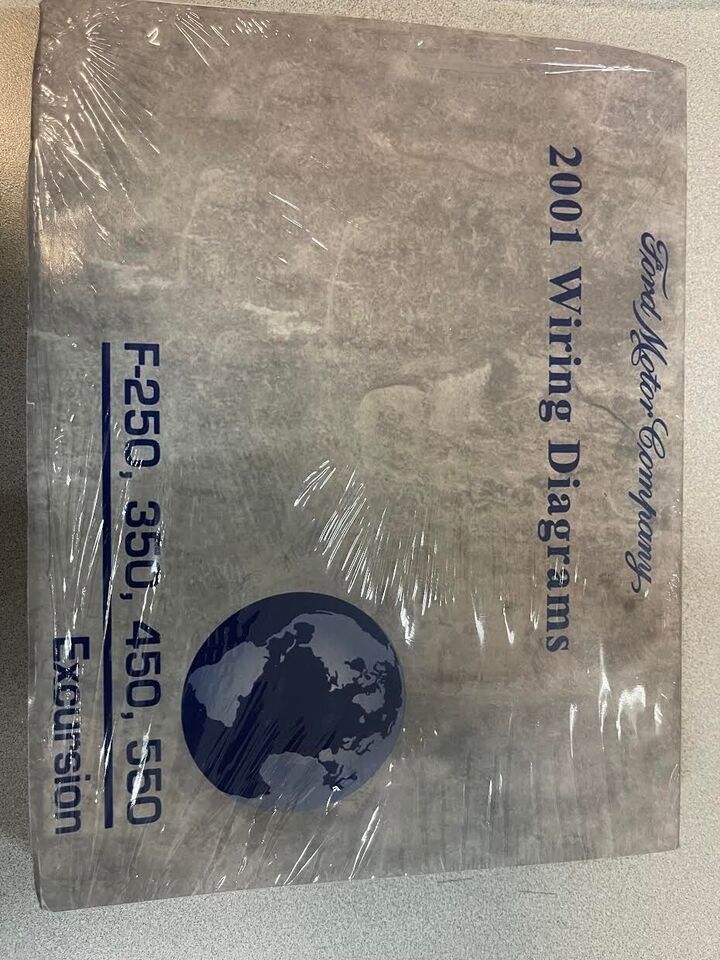 Ford Motor Company
2001 Wiring Diagrams
F-250, 350, 450, 550
Excursion